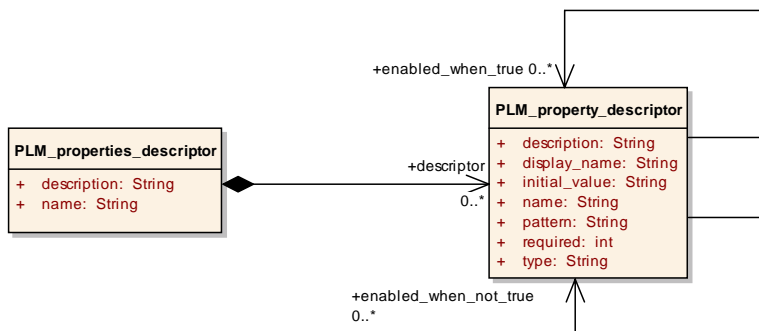 +enabled_when_true 0..*
PLM_property_descriptor
+ description: String
+ display_name: String
+ initial_value: String
+ name: String
+ pattern: String
+ required: int
+ type: String
PLM_properties_descriptor
+ description: String
+ name: String
+descriptor
0..*
+enabled_when_not_true
0..*